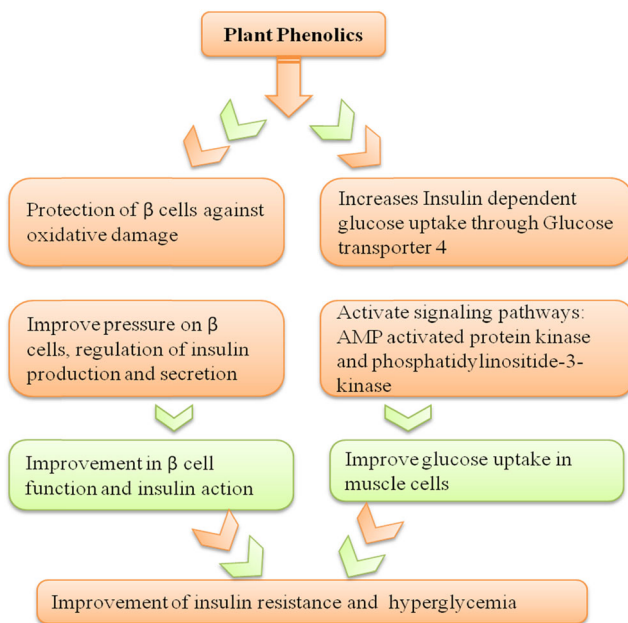 Plant Phenolics
Protection of β cells against
oxidative damage
Increases Insulin dependent
glucose uptake through Glucose
transporter 4
Improve pressure on β
cells, regulation of insulin
production and secretion
Activate signaling pathways:
AMP activated protein kinase
and phosphatidylinositide-3-
kinase
Improvement in β cell
function and insulin action
Improve glucose uptake in
muscle cells
Improvement of insulin resistance and hyperglycemia